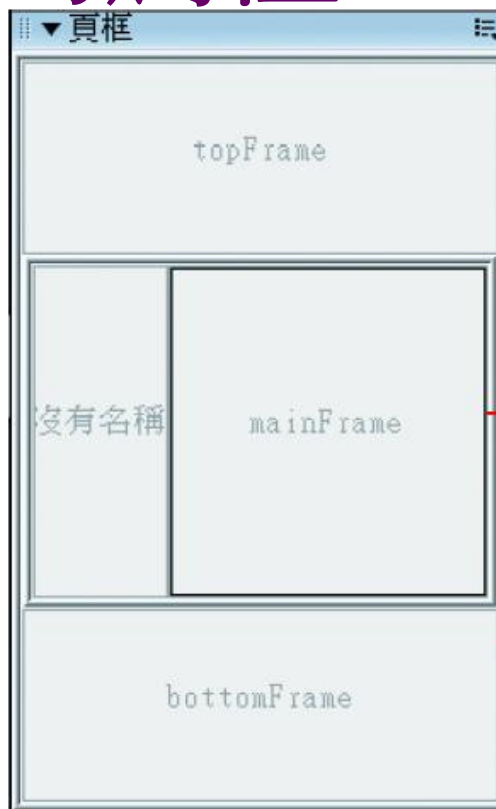 頁框
topFrame
沒有名稱
mainFrame
bottomFrame